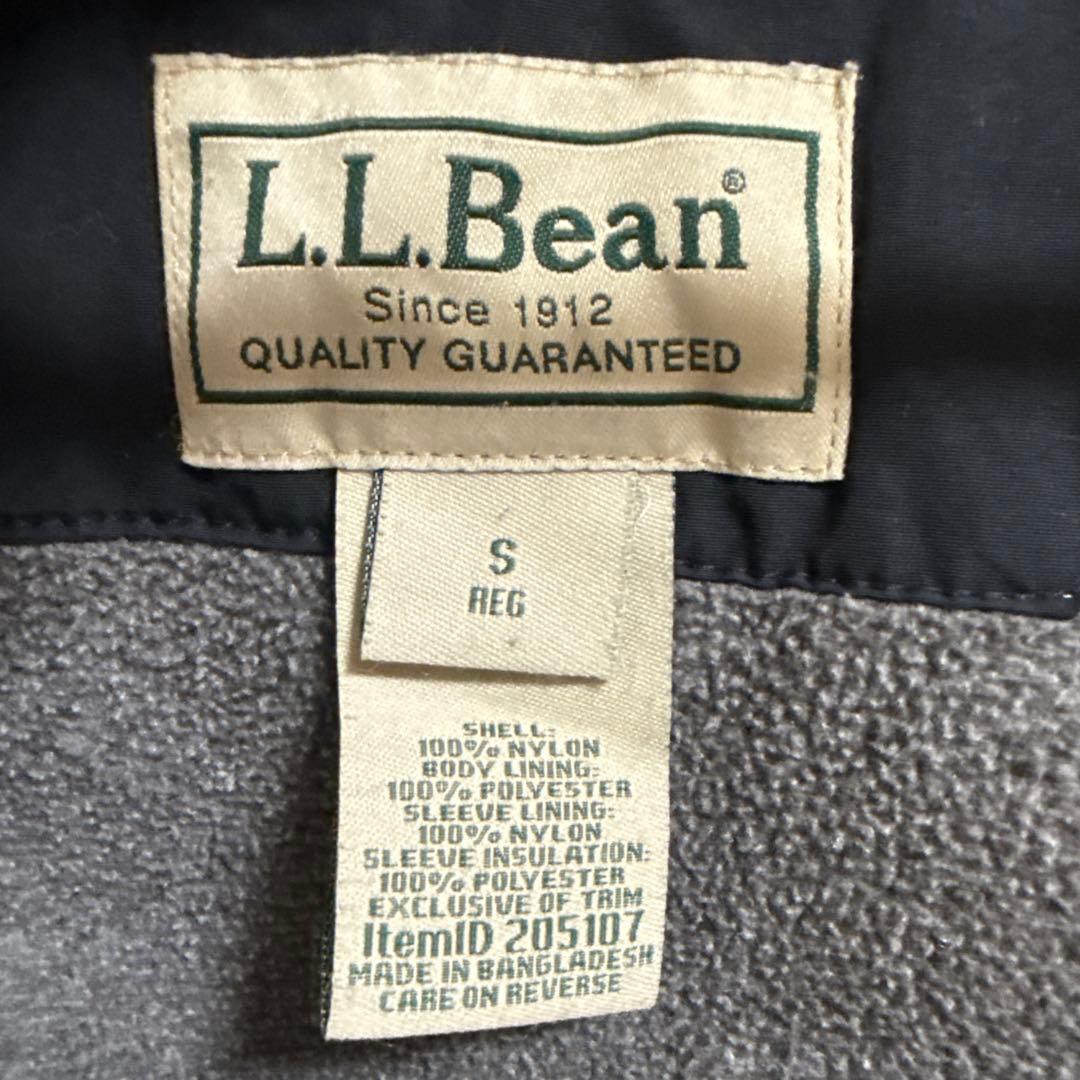 L.L.Bean®
Since 1912
QUALITY GUARANTEED
S
REG
SHELL:
100% NYLON
BODY LINING:
100% POLYESTER
SLEEVE LINING:
100% NYLON
SLEEVE INSULATION:
100% POLYESTER
EXCLUSIVE OF TRIM
ItemID 205107
MADE IN BANGLADESH
CARE ON REVERSE